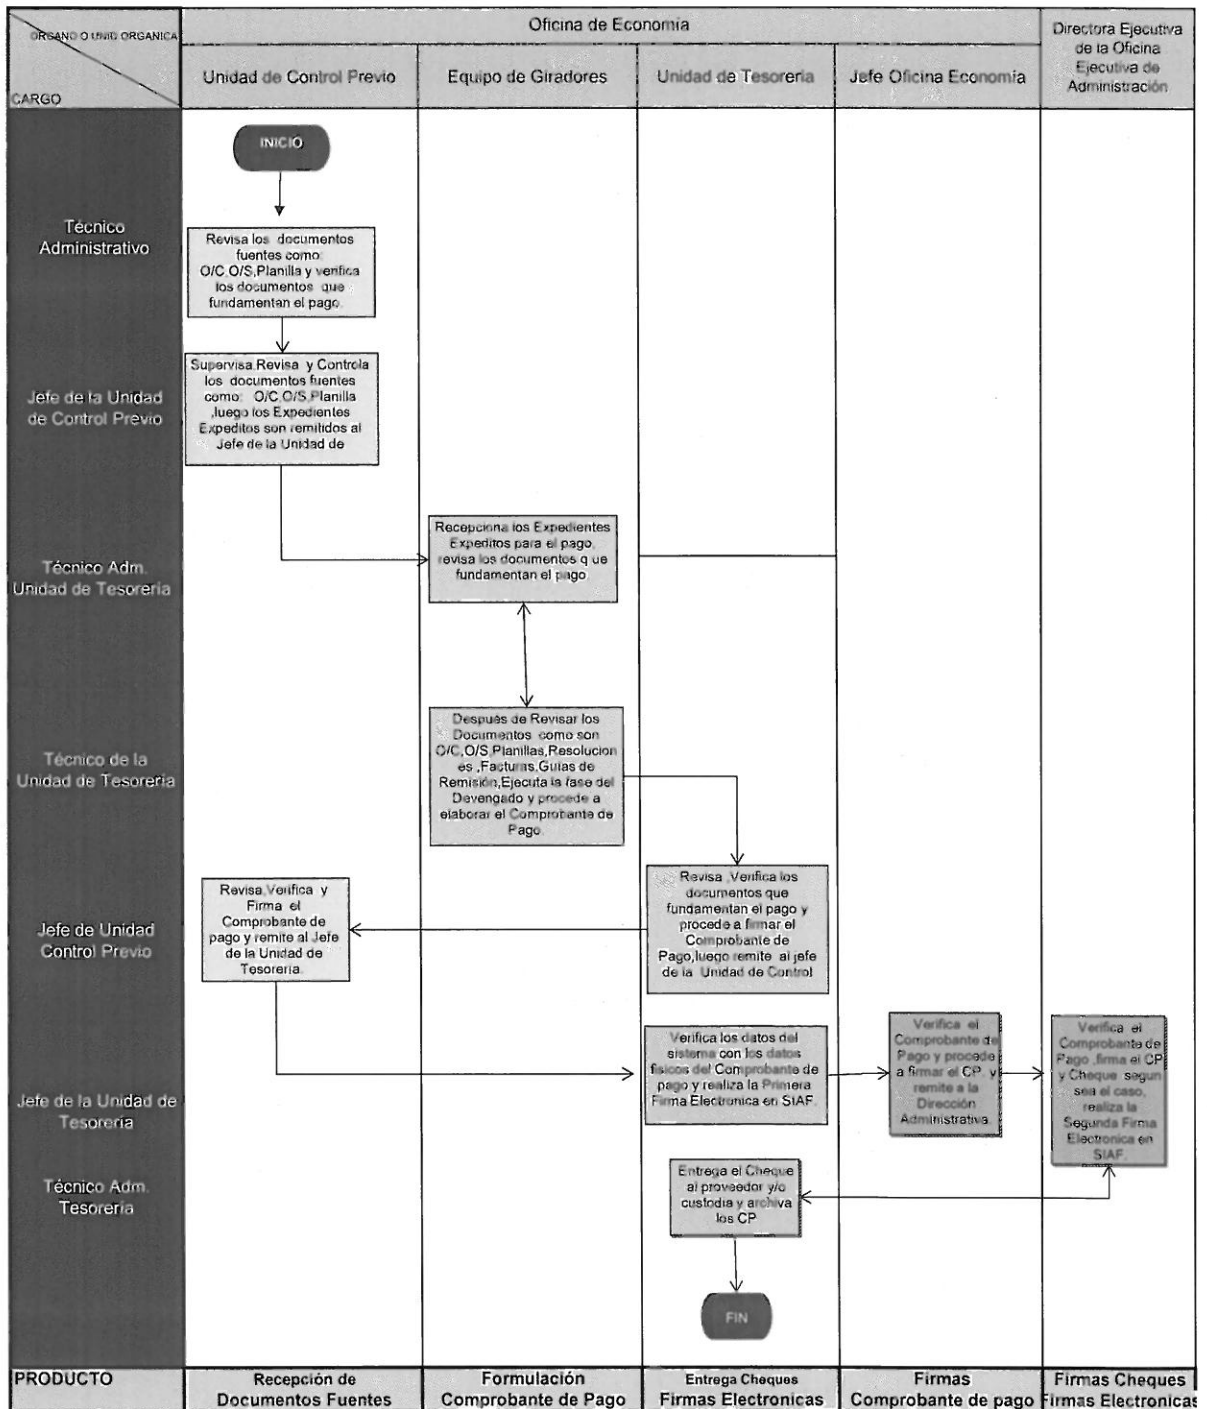 ORGANO O UNID ORGANICA
CARGO
Oficina de Economía
Unidad de Control Previo
Equipo de Giradores
Unidad de Tesoreria
Jefe Oficina Economía
Directora Ejecutiva
de la Oficina
Ejecutiva de
Administración
INICIO
Técnico
Administrativo
Revisa los documentos
fuentes como
O/C,O/S,Planilla y verifica
los documentos que
fundamentan el pago.
Jefe de la Unidad
de Control Previo
Supervisa,Revisa y Controla
los documentos fuentes
como: O/C,O/S Planilla
,luego los Expedientes
Expeditos son remitidos al
Jefe de la Unidad de
Técnico Adm.
Unidad de Tesoreria
Recepciona los Expedientes
Expeditos para el pago,
revisa los documentos q ue
fundamentan el pago
Técnico de la
Unidad de Tesoreria
Después de Revisar los
Documentos como son
O/C,O/S,Planillas,Resolucion
es ,Facturas,Guias de
Remisión,Ejecuta la fase del
Devengado y procede a
elaborar el Comprobante de
Pago.
Jefe de Unidad
Control Previo
Revisa,Verifica y
Firma el
Comprobante de
pago y remite al Jefe
de la Unidad de
Tesoreria.
Revisa ,Verifica los
documentos que
fundamentan el pago y
procede a firmar el
Comprobante de
Pago,luego remite al jefe
de la Unidad de Control
Jefe de la Unidad de
Tesoreria
Verifica los datos del
sistema con los datos
fisicos del Comprobante de
pago y realiza la Primera
Firma Electronica en SIAF.
Verifica el
Comprobante de
Pago y procede
a firmar el CP. y
remite a la
Dirección
Administrativa.
Verifica el
Comprobante de
Pago ,firma el CP
y Cheque segun
sea el caso,
realiza la
Segunda Firma
Electronica en
SIAF.
Técnico Adm.
Tesoreria
Entrega el Cheque
al proveedor y/o
custodia y archiva
los CP
FIN
PRODUCTO
Recepción de
Documentos Fuentes
Formulación
Comprobante de Pago
Entrega Cheques
Firmas Electronicas
Firmas
Comprobante de pago
Firmas Cheques
Firmas Electronicas